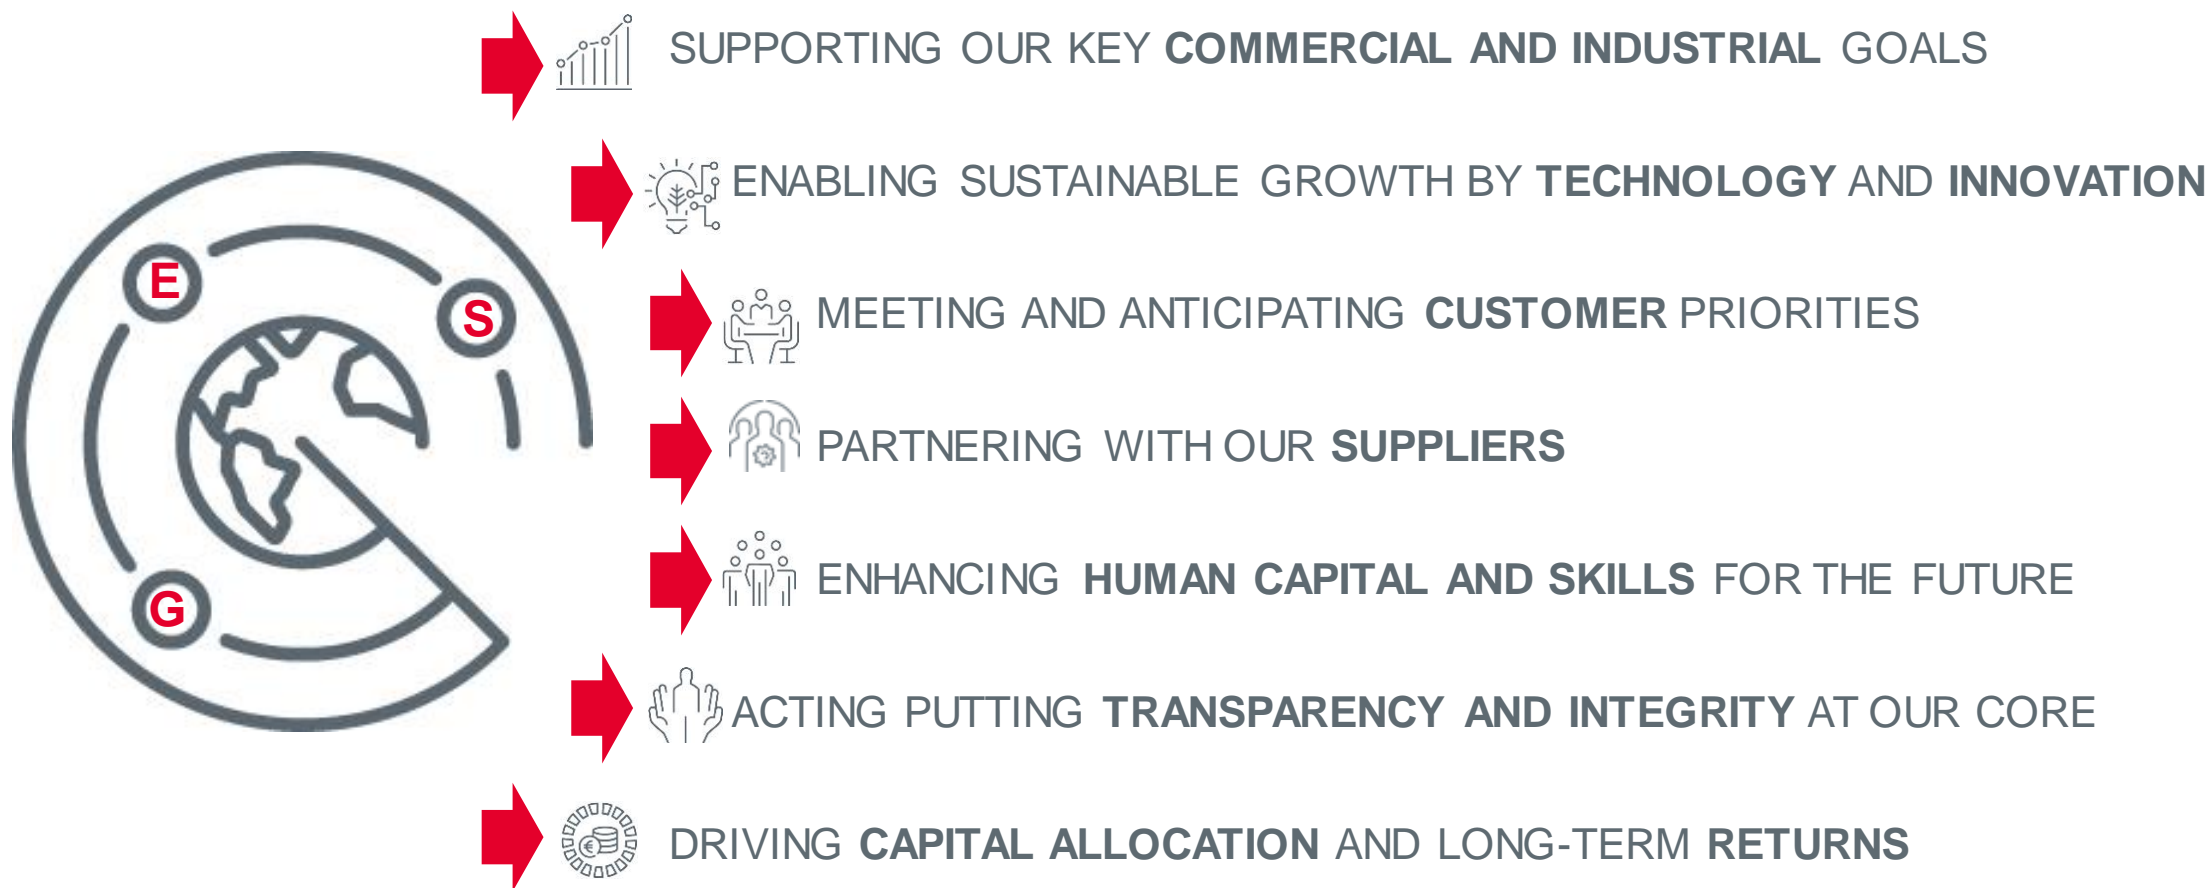 SUPPORTING OUR KEY COMMERCIAL AND INDUSTRIAL GOALS
ENABLING SUSTAINABLE GROWTH BY TECHNOLOGY AND INNOVATION
E
S
MEETING AND ANTICIPATING CUSTOMER PRIORITIES
PARTNERING WITH OUR SUPPLIERS
ENHANCING HUMAN CAPITAL AND SKILLS FOR THE FUTURE
G
ACTING PUTTING TRANSPARENCY AND INTEGRITY AT OUR CORE
€
DRIVING CAPITAL ALLOCATION AND LONG-TERM RETURNS